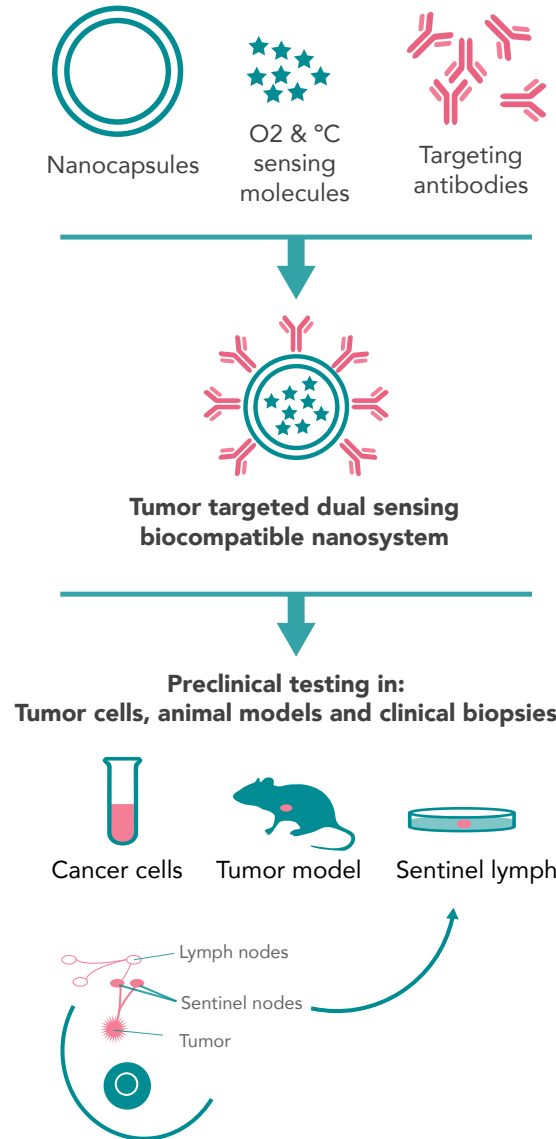 Nanocapsules
O2 & ºC
sensing
molecules
Targeting
antibodies
Tumor targeted dual sensing
biocompatible nanosystem
Preclinical testing in:
Tumor cells, animal models and clinical biopsies
Cancer cells
Tumor model
Sentinel lymph
Lymph nodes
Sentinel nodes
Tumor